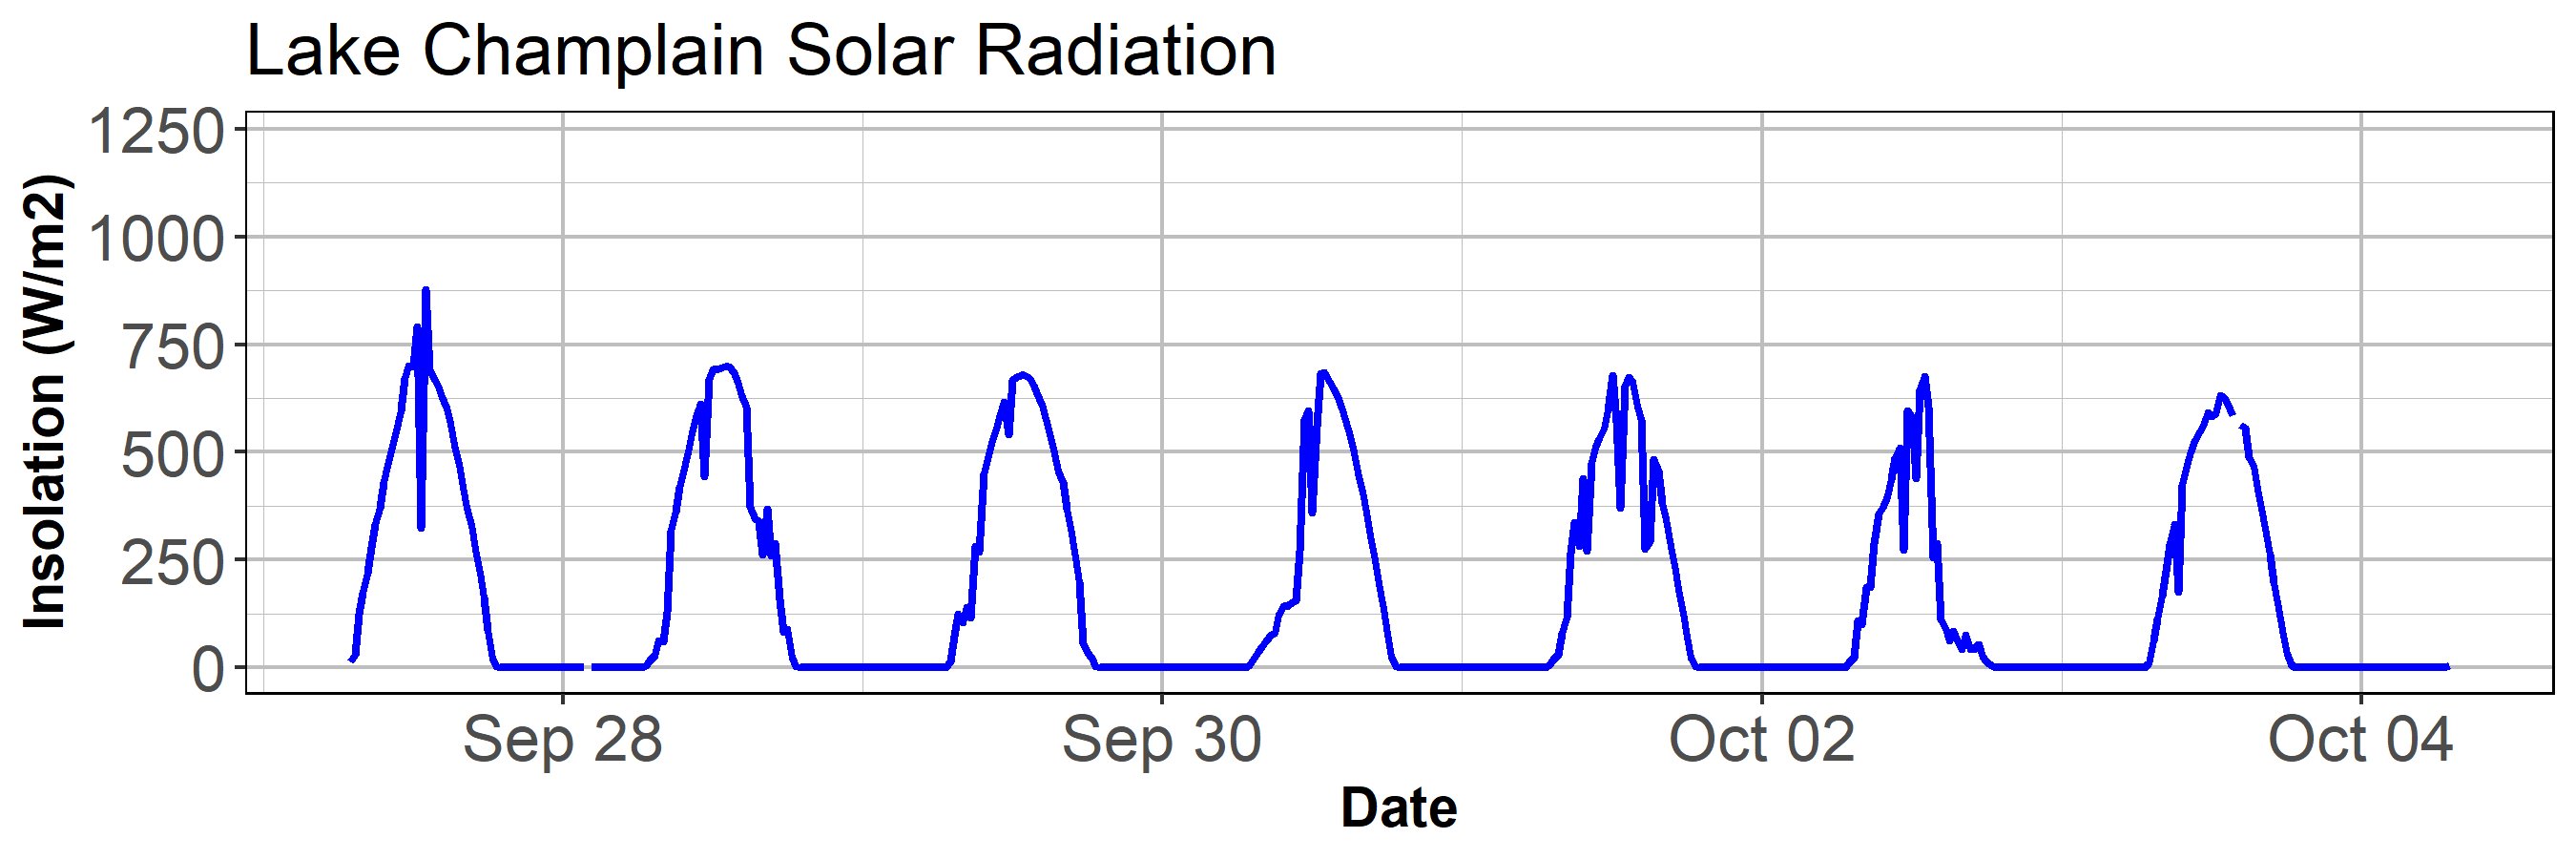 Lake Champlain Solar Radiation
Insolation (W/m2)
1250
1000
750
500
250
0
Sep 28
Sep 30
Oct 02
Oct 04
Date